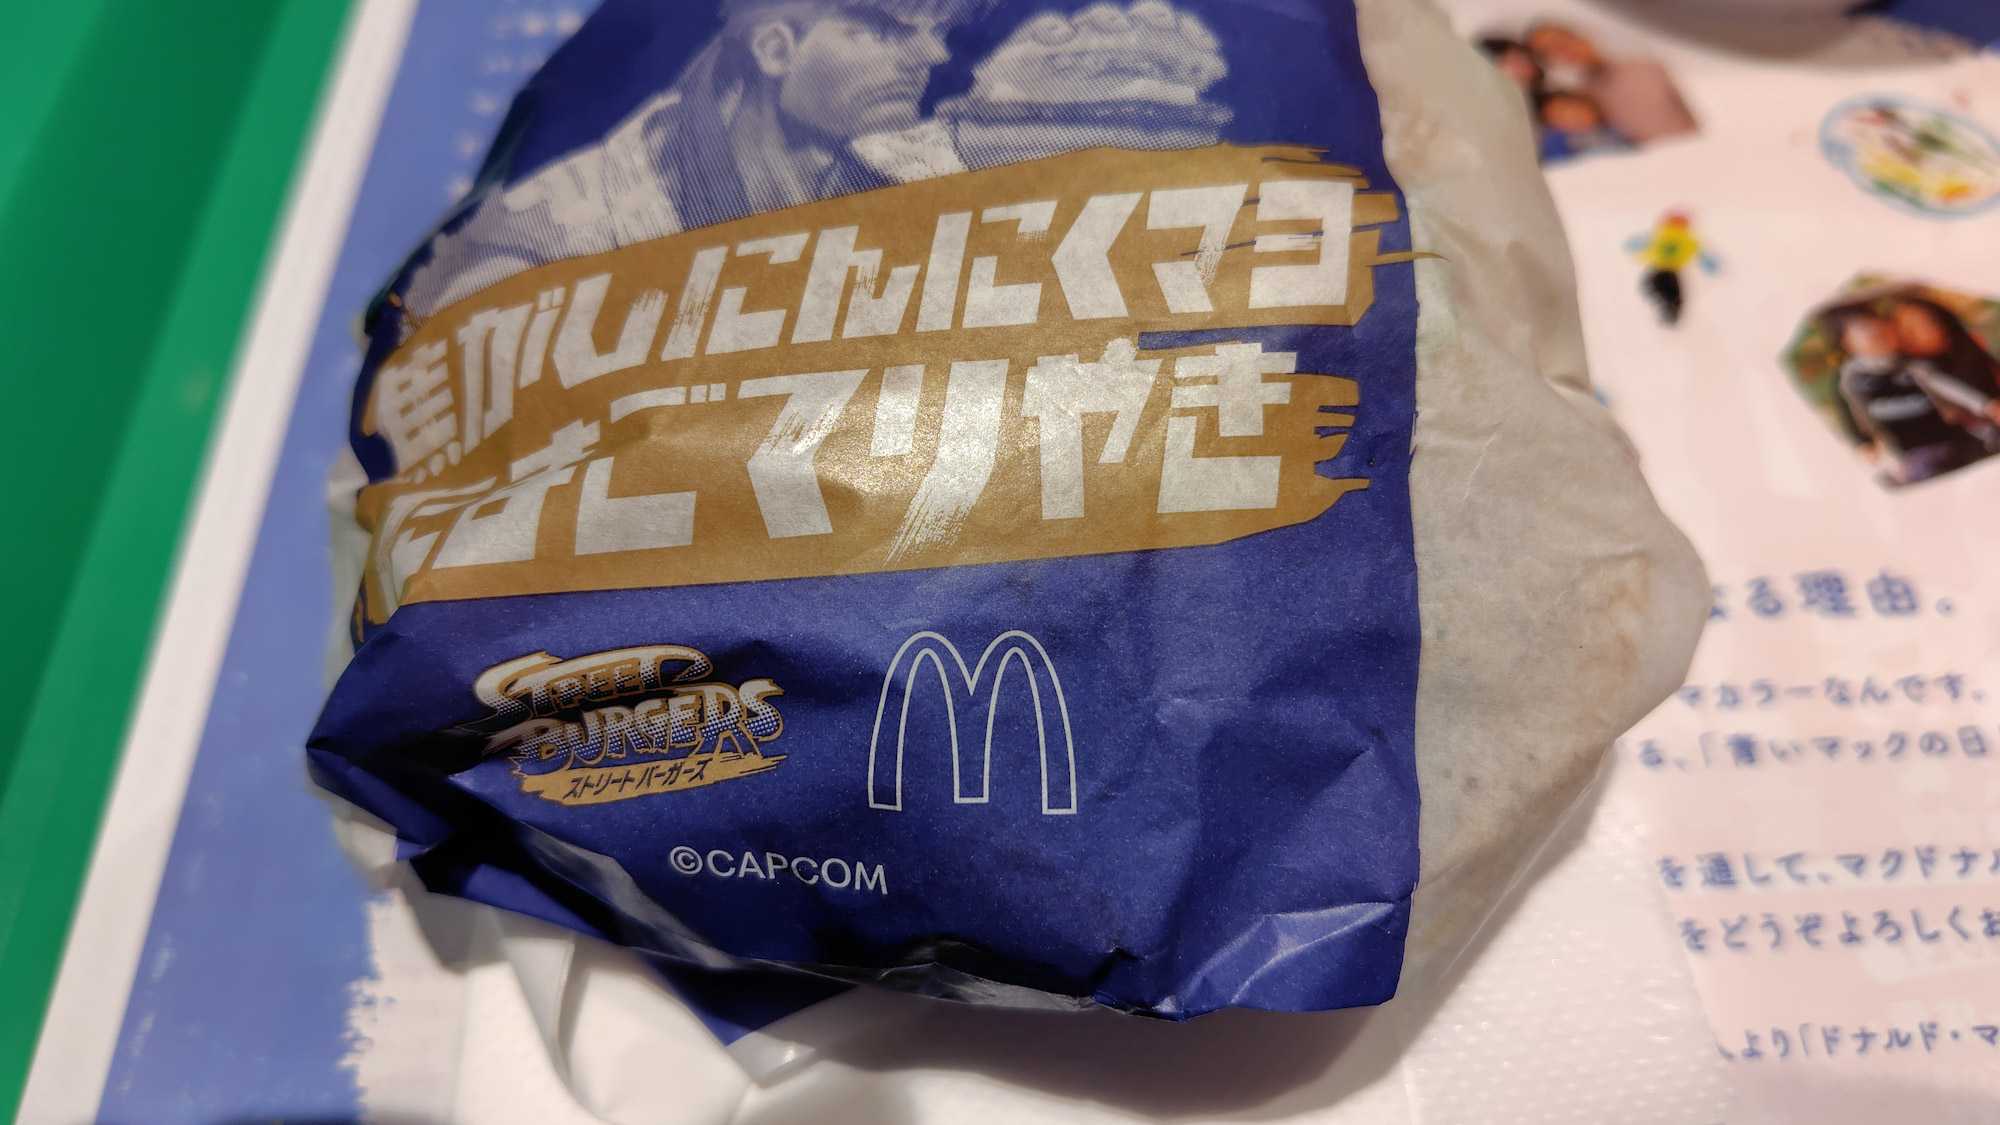 焦がしにんにくマヨ
たまごマリやき
STREET
BURGERS
ストリートバーガーズ
©CAPCOM
る理由。
カラーなんです。
る、「青いマックの日
を通して、マクドナル
をどうぞよろしくお
より「ドナルド・マ